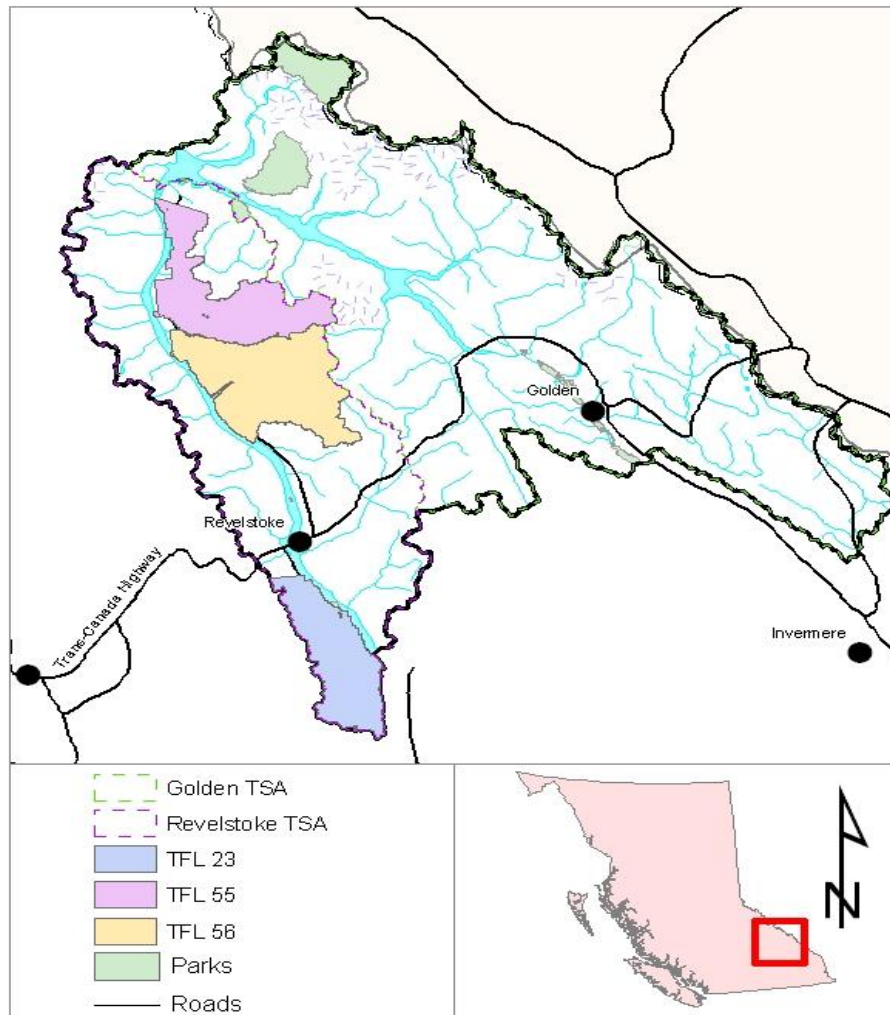 Golden
Revelstoke
Trans-Canada Highway
Invermere
Golden TSA
Revelstoke TSA
TFL 23
TFL 55
TFL 56
Parks
Roads
N